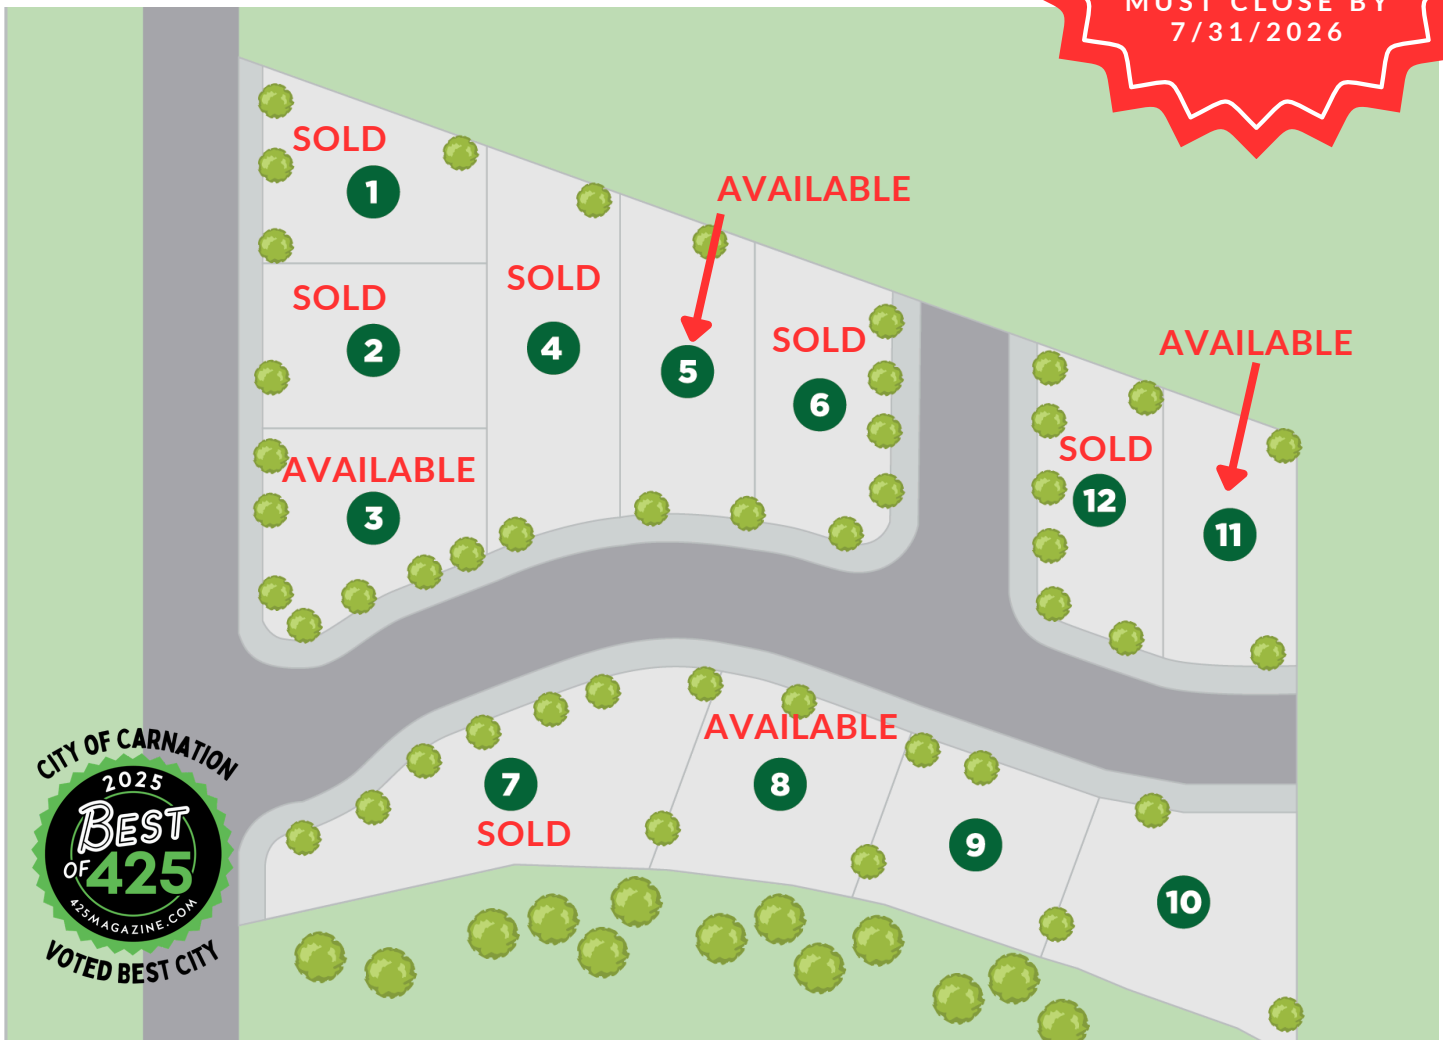 MUST CLOSE BY
7/31/2026
SOLD
1
AVAILABLE
SOLD
2
SOLD
4
5
SOLD
6
AVAILABLE
AVAILABLE
3
SOLD
12
11
7
SOLD
AVAILABLE
8
9
10
CITY OF CARNATION
2025
BEST
OF 425
425MAGAZINE.COM
VOTED BEST CITY